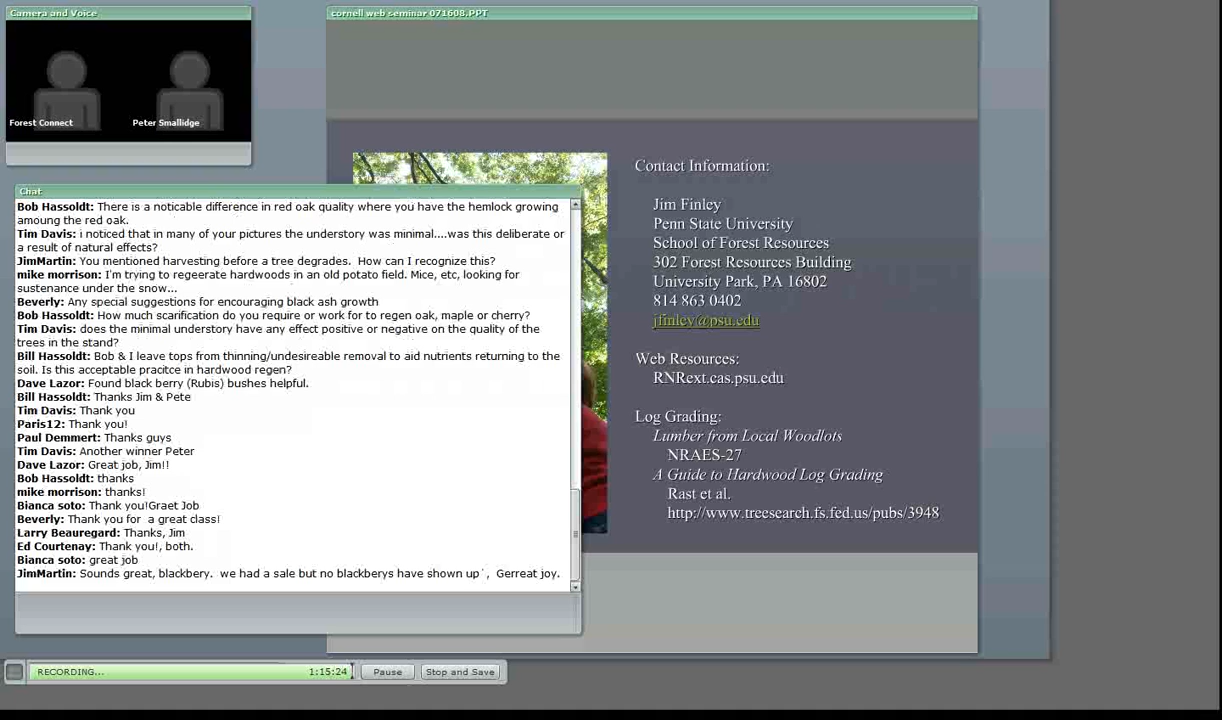 Camera and Voice
cornell web seminar 071608.PPT
Forest Connect
Peter Smallidge
Chat
Bob Hassoldt: There is a noticable difference in red oak quality where you have the hemlock growing
amoung the red oak.
Tim Davis: i noticed that in many of your pictures the understory was minimal....was this deliberate or
a result of natural effects?
JimMartin: You mentioned harvesting before a tree degrades.  How can I recognize this?
mike morrison: I'm trying to regeerate hardwoods in an old potato field. Mice, etc, looking for
sustenance under the snow...
Beverly: Any special suggestions for encouraging black ash growth
Bob Hassoldt: How much scarification do you require or work for to regen oak, maple or cherry?
Tim Davis: does the minimal understory have any effect positive or negative on the quality of the
trees in the stand?
Bill Hassoldt: Bob & I leave tops from thinning/undesireable removal to aid nutrients returning to the
soil. Is this acceptable pracitce in hardwood regen?
Dave Lazor: Found black berry (Rubis) bushes helpful.
Bill Hassoldt: Thanks Jim & Pete
Tim Davis: Thank you
Paris12: Thank you!
Paul Demmert: Thanks guys
Tim Davis: Another winner Peter
Dave Lazor: Great job, Jim!!
Bob Hassoldt: thanks
mike morrison: thanks!
Bianca soto: Thank you!Graet Job
Beverly: Thank you for  a great class!
Larry Beauregard: Thanks, Jim
Ed Courtenay: Thank you!, both.
Bianca soto: great job
JimMartin: Sounds great, blackbery.  we had a sale but no blackberys have shown up`,  Gerreat joy.
Contact Information:
Jim Finley
Penn State University
School of Forest Resources
302 Forest Resources Building
University Park, PA 16802
814 863 0402
jfinley@psu.edu
Web Resources:
RNRext.cas.psu.edu
Log Grading:
Lumber from Local Woodlots
NRAES-27
A Guide to Hardwood Log Grading
Rast et al.
http://www.treesearch.fs.fed.us/pubs/3948
RECORDING...
1:15:24
Pause
Stop and Save